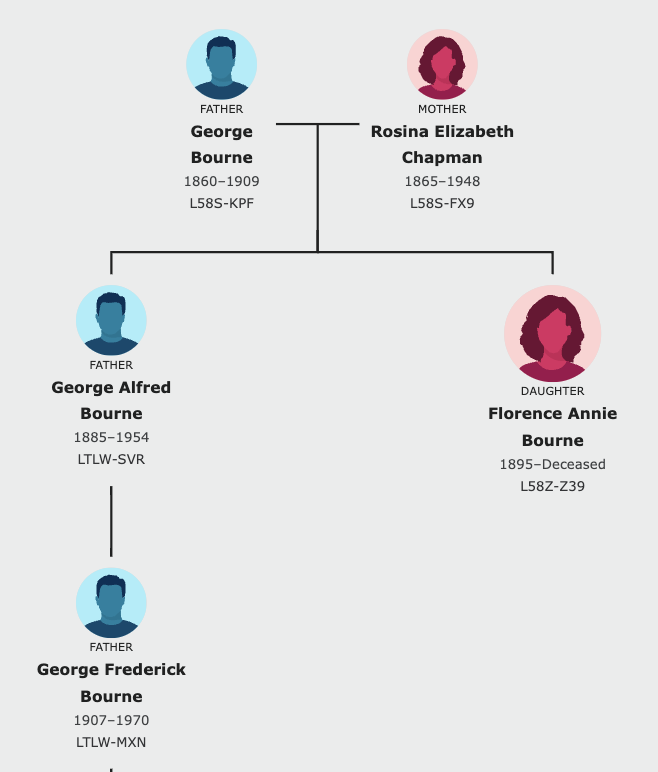 FATHER
George
Bourne
1860–1909
L58S-KPF
MOTHER
Rosina Elizabeth
Chapman
1865–1948
L58S-FX9
FATHER
George Alfred
Bourne
1885–1954
LTLW-SVR
DAUGHTER
Florence Annie
Bourne
1895–Deceased
L58Z-Z39
FATHER
George Frederick
Bourne
1907–1970
LTLW-MXN